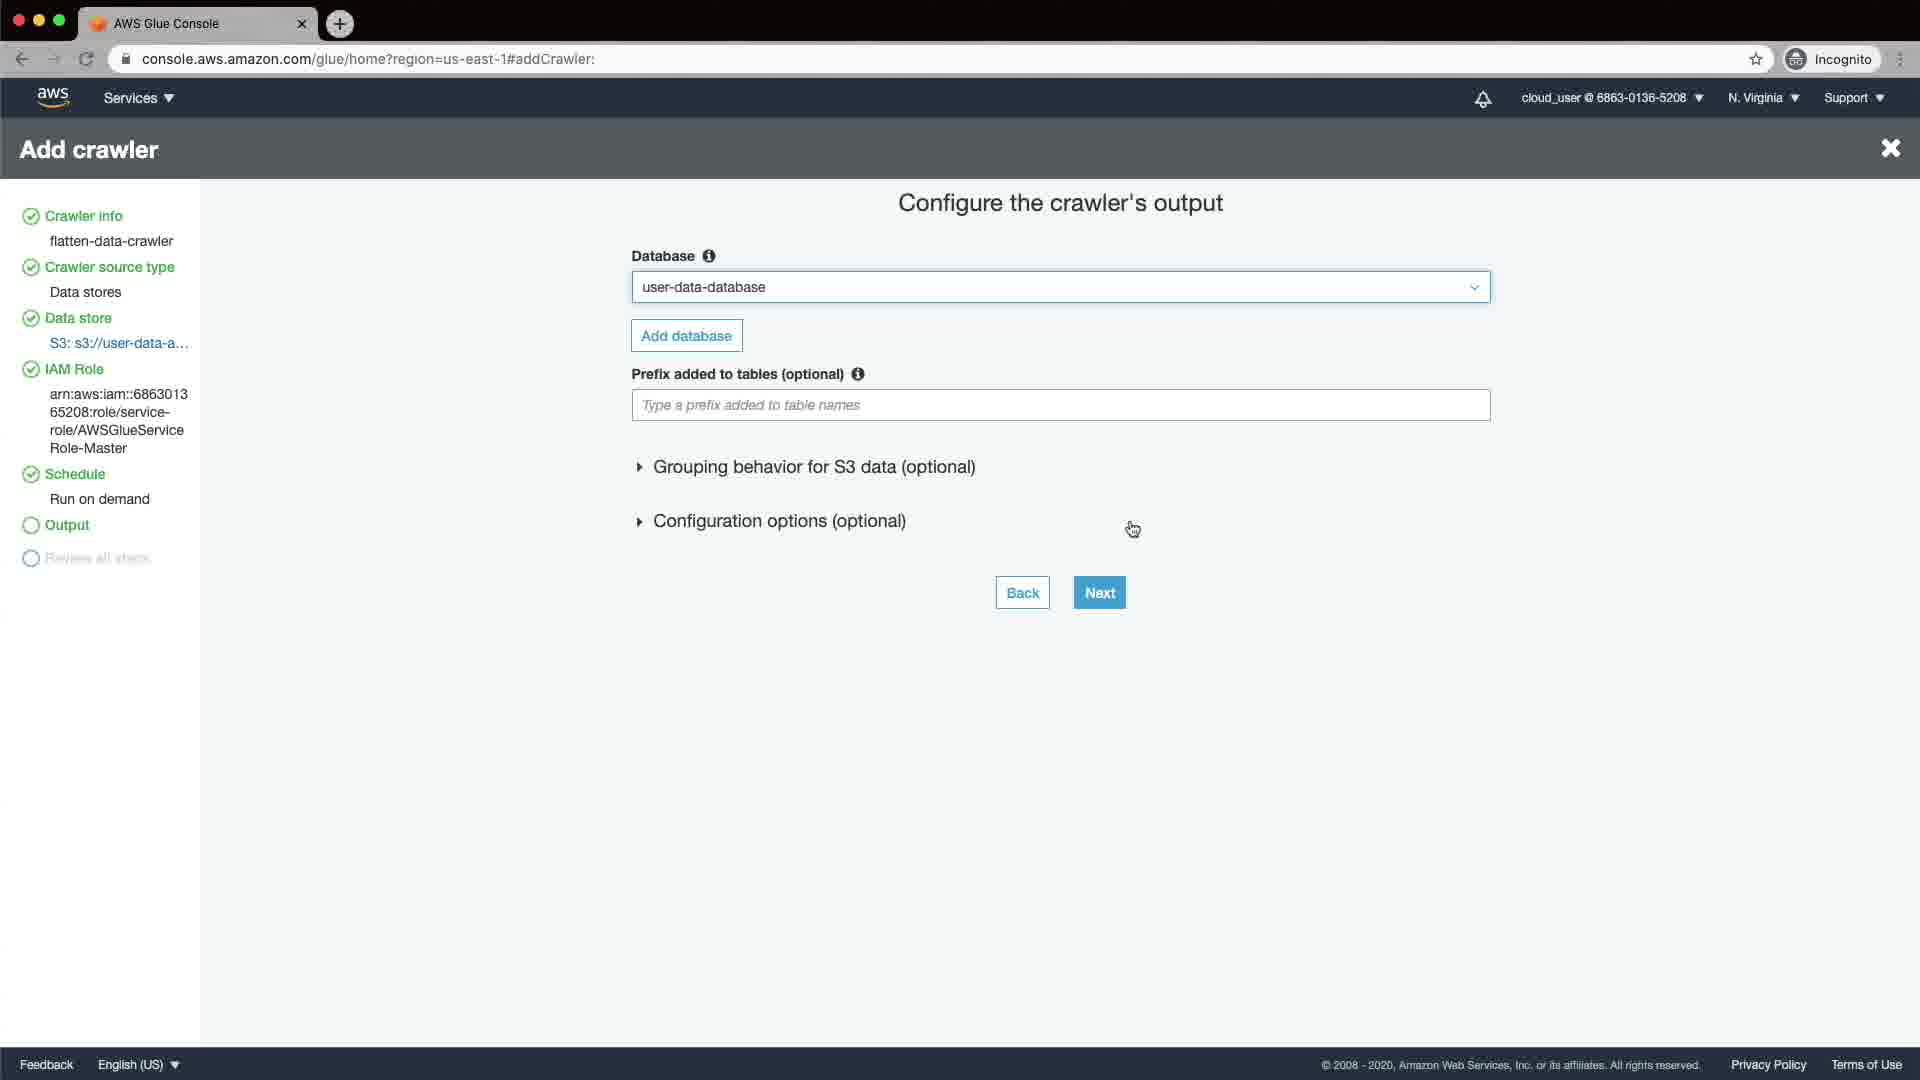 AWS Glue Console
console.aws.amazon.com/glue/home?region=us-east-1#addCrawler:
Incognito
aws
Services
cloud_user @ 6863-0136-5208
N. Virginia
Support
Add crawler
Crawler info
flatten-data-crawler
Crawler source type
Data stores
Data store
S3: s3://user-data-a...
IAM Role
arn:aws:iam::686301365208:role/service-role/AWSGlueServiceRole-Master
Schedule
Run on demand
Output
Review all steps
Configure the crawler's output
Database
user-data-database
Add database
Prefix added to tables (optional)
Type a prefix added to table names
Grouping behavior for S3 data (optional)
Configuration options (optional)
Back
Next
Feedback
English (US)
© 2008 - 2020, Amazon Web Services, Inc. or its affiliates. All rights reserved.
Privacy Policy
Terms of Use